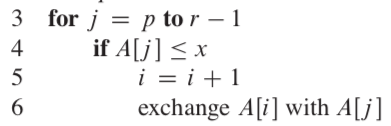 3 for j = p to r − 1
4 if A[j] ≤ x
5 i = i + 1
6 exchange A[i] with A[j]